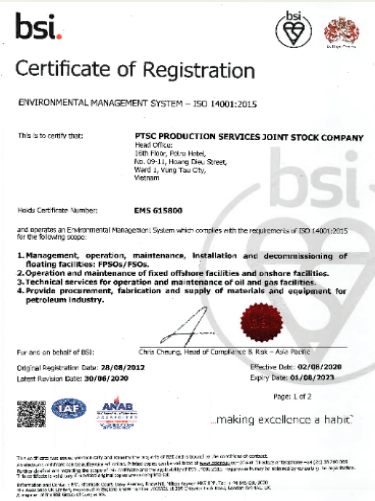 bsi.
bsi
Certificate of Registration
ENVIRONMENTAL MANAGEMENT SYSTEM – ISO 14001:2015
This is to certify that:
PTSC PRODUCTION SERVICES JOINT STOCK COMPANY
Head Office:
16th Floor, Petro Hotel,
No. 09-11, Hoang Dieu Street,
Ward 1, Vung Tau City,
Vietnam
Holds Certificate Number:
EMS 615800
and operates an Environmental Management System which complies with the requirements of ISO 14001:2015
for the following scope:
1. Management, operation, maintenance, installation and decommissioning of
floating facilities: FPSOs/FSOs.
2. Operation and maintenance of fixed offshore facilities and onshore facilities.
3. Technical services for operation and maintenance of oil and gas facilities.
4. Provide procurement, fabrication and supply of materials and equipment for
petroleum industry.
bsi
For and on behalf of BSI:
Chris Cheung, Head of Compliance & Risk - Asia Pacific
Original Registration Date: 28/08/2012
Effective Date: 02/08/2020
Latest Revision Date: 30/06/2020
Expiry Date: 01/08/2023
Page: 1 of 2
IAF
ANAB
...making excellence a habit.